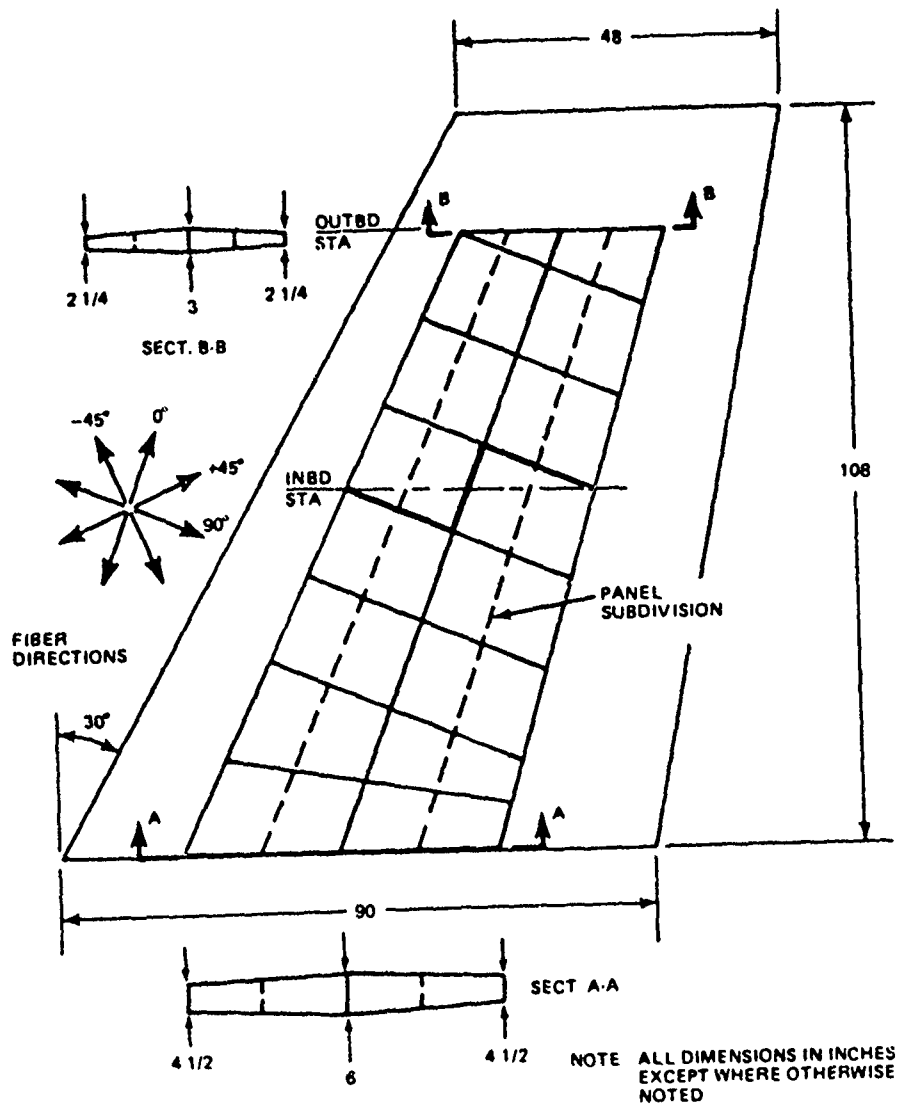 48
B
B
OUTBD
STA
2 1/4
3
2 1/4
SECT. B-B
-45°
0°
+45°
90°
INBD
STA
108
PANEL
SUBDIVISION
FIBER
DIRECTIONS
30°
A
A
90
SECT A-A
4 1/2
6
4 1/2
NOTE ALL DIMENSIONS IN INCHES
EXCEPT WHERE OTHERWISE
NOTED